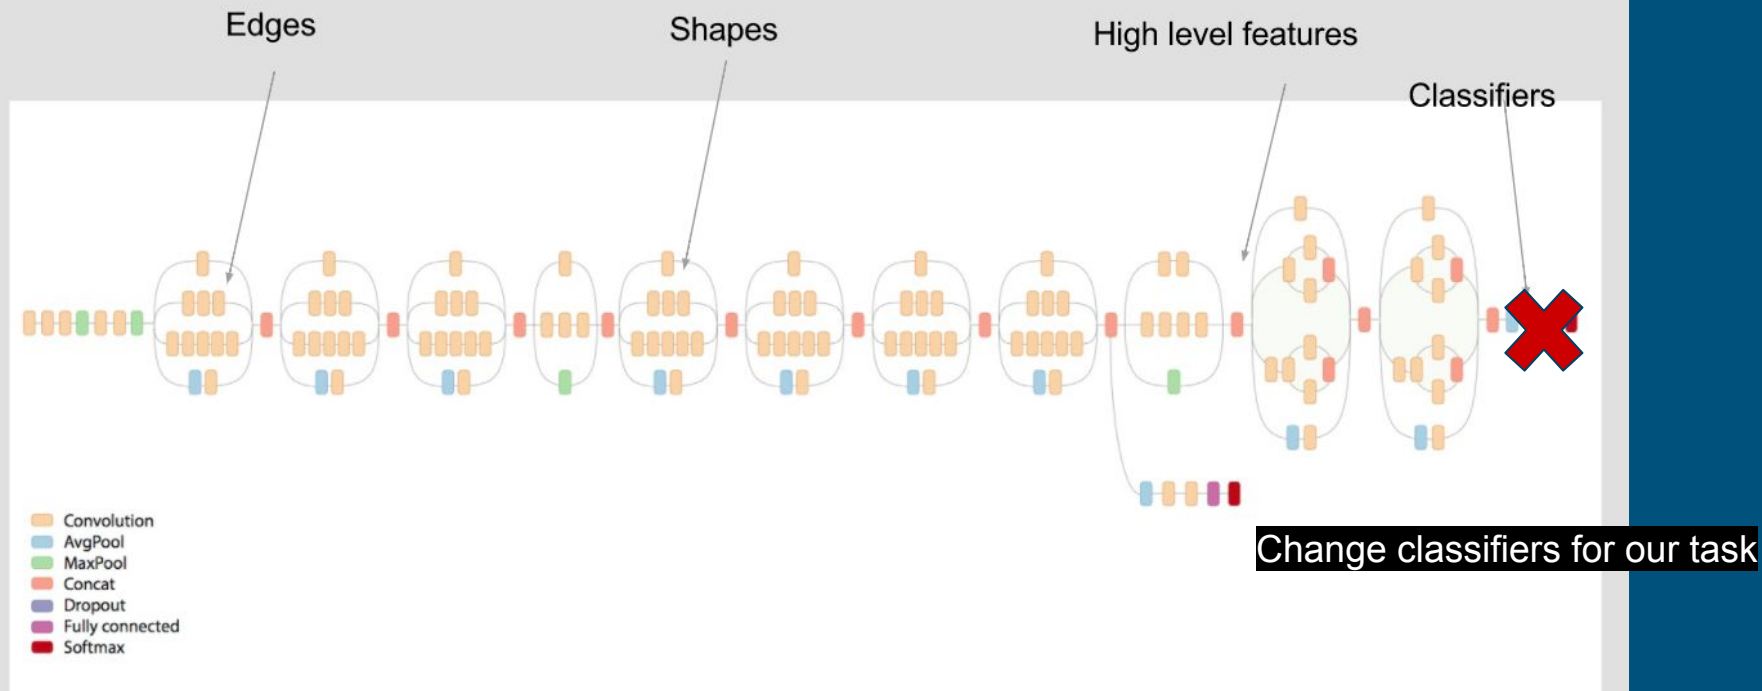 Edges
Shapes
High level features
Classifiers
Change classifiers for our task
Convolution
AvgPool
MaxPool
Concat
Dropout
Fully connected
Softmax